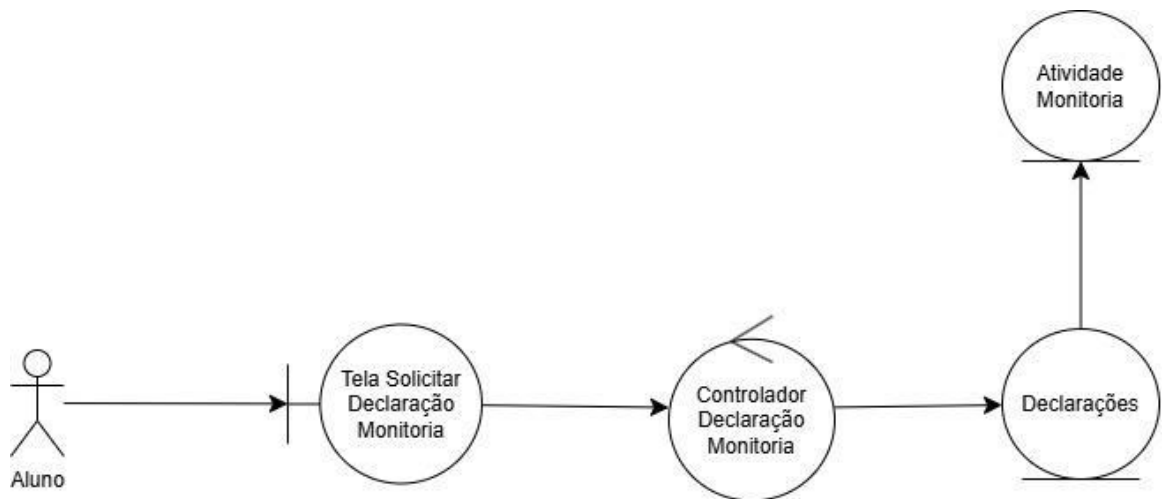 Atividade
Monitoria
Tela Solicitar
Declaração
Monitoria
Controlador
Declaração
Monitoria
Declarações
Aluno